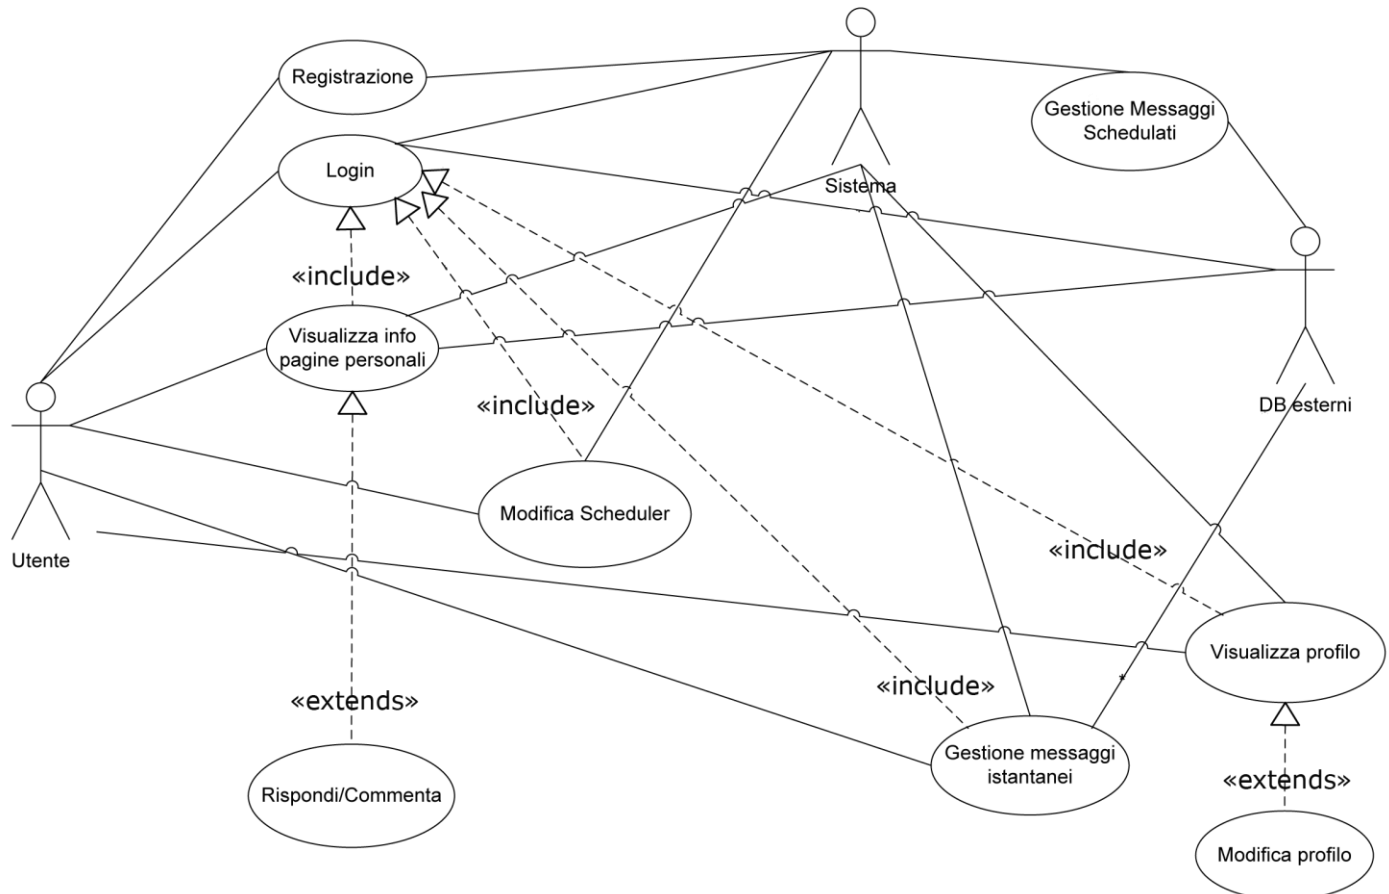 Registrazione
Gestione Messaggi
Schedulati
Login
Sistema
«include»
Visualizza info
pagine personali
«include»
DB esterni
Modifica Scheduler
Utente
«include»
Visualizza profilo
«include»
*
«extends»
Gestione messaggi
istantanei
«extends»
Rispondi/Commenta
Modifica profilo